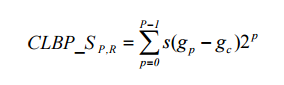 CLBP_S_{P,R} = \sum_{p=0}^{P-1} s(g_p - g_c)2^p